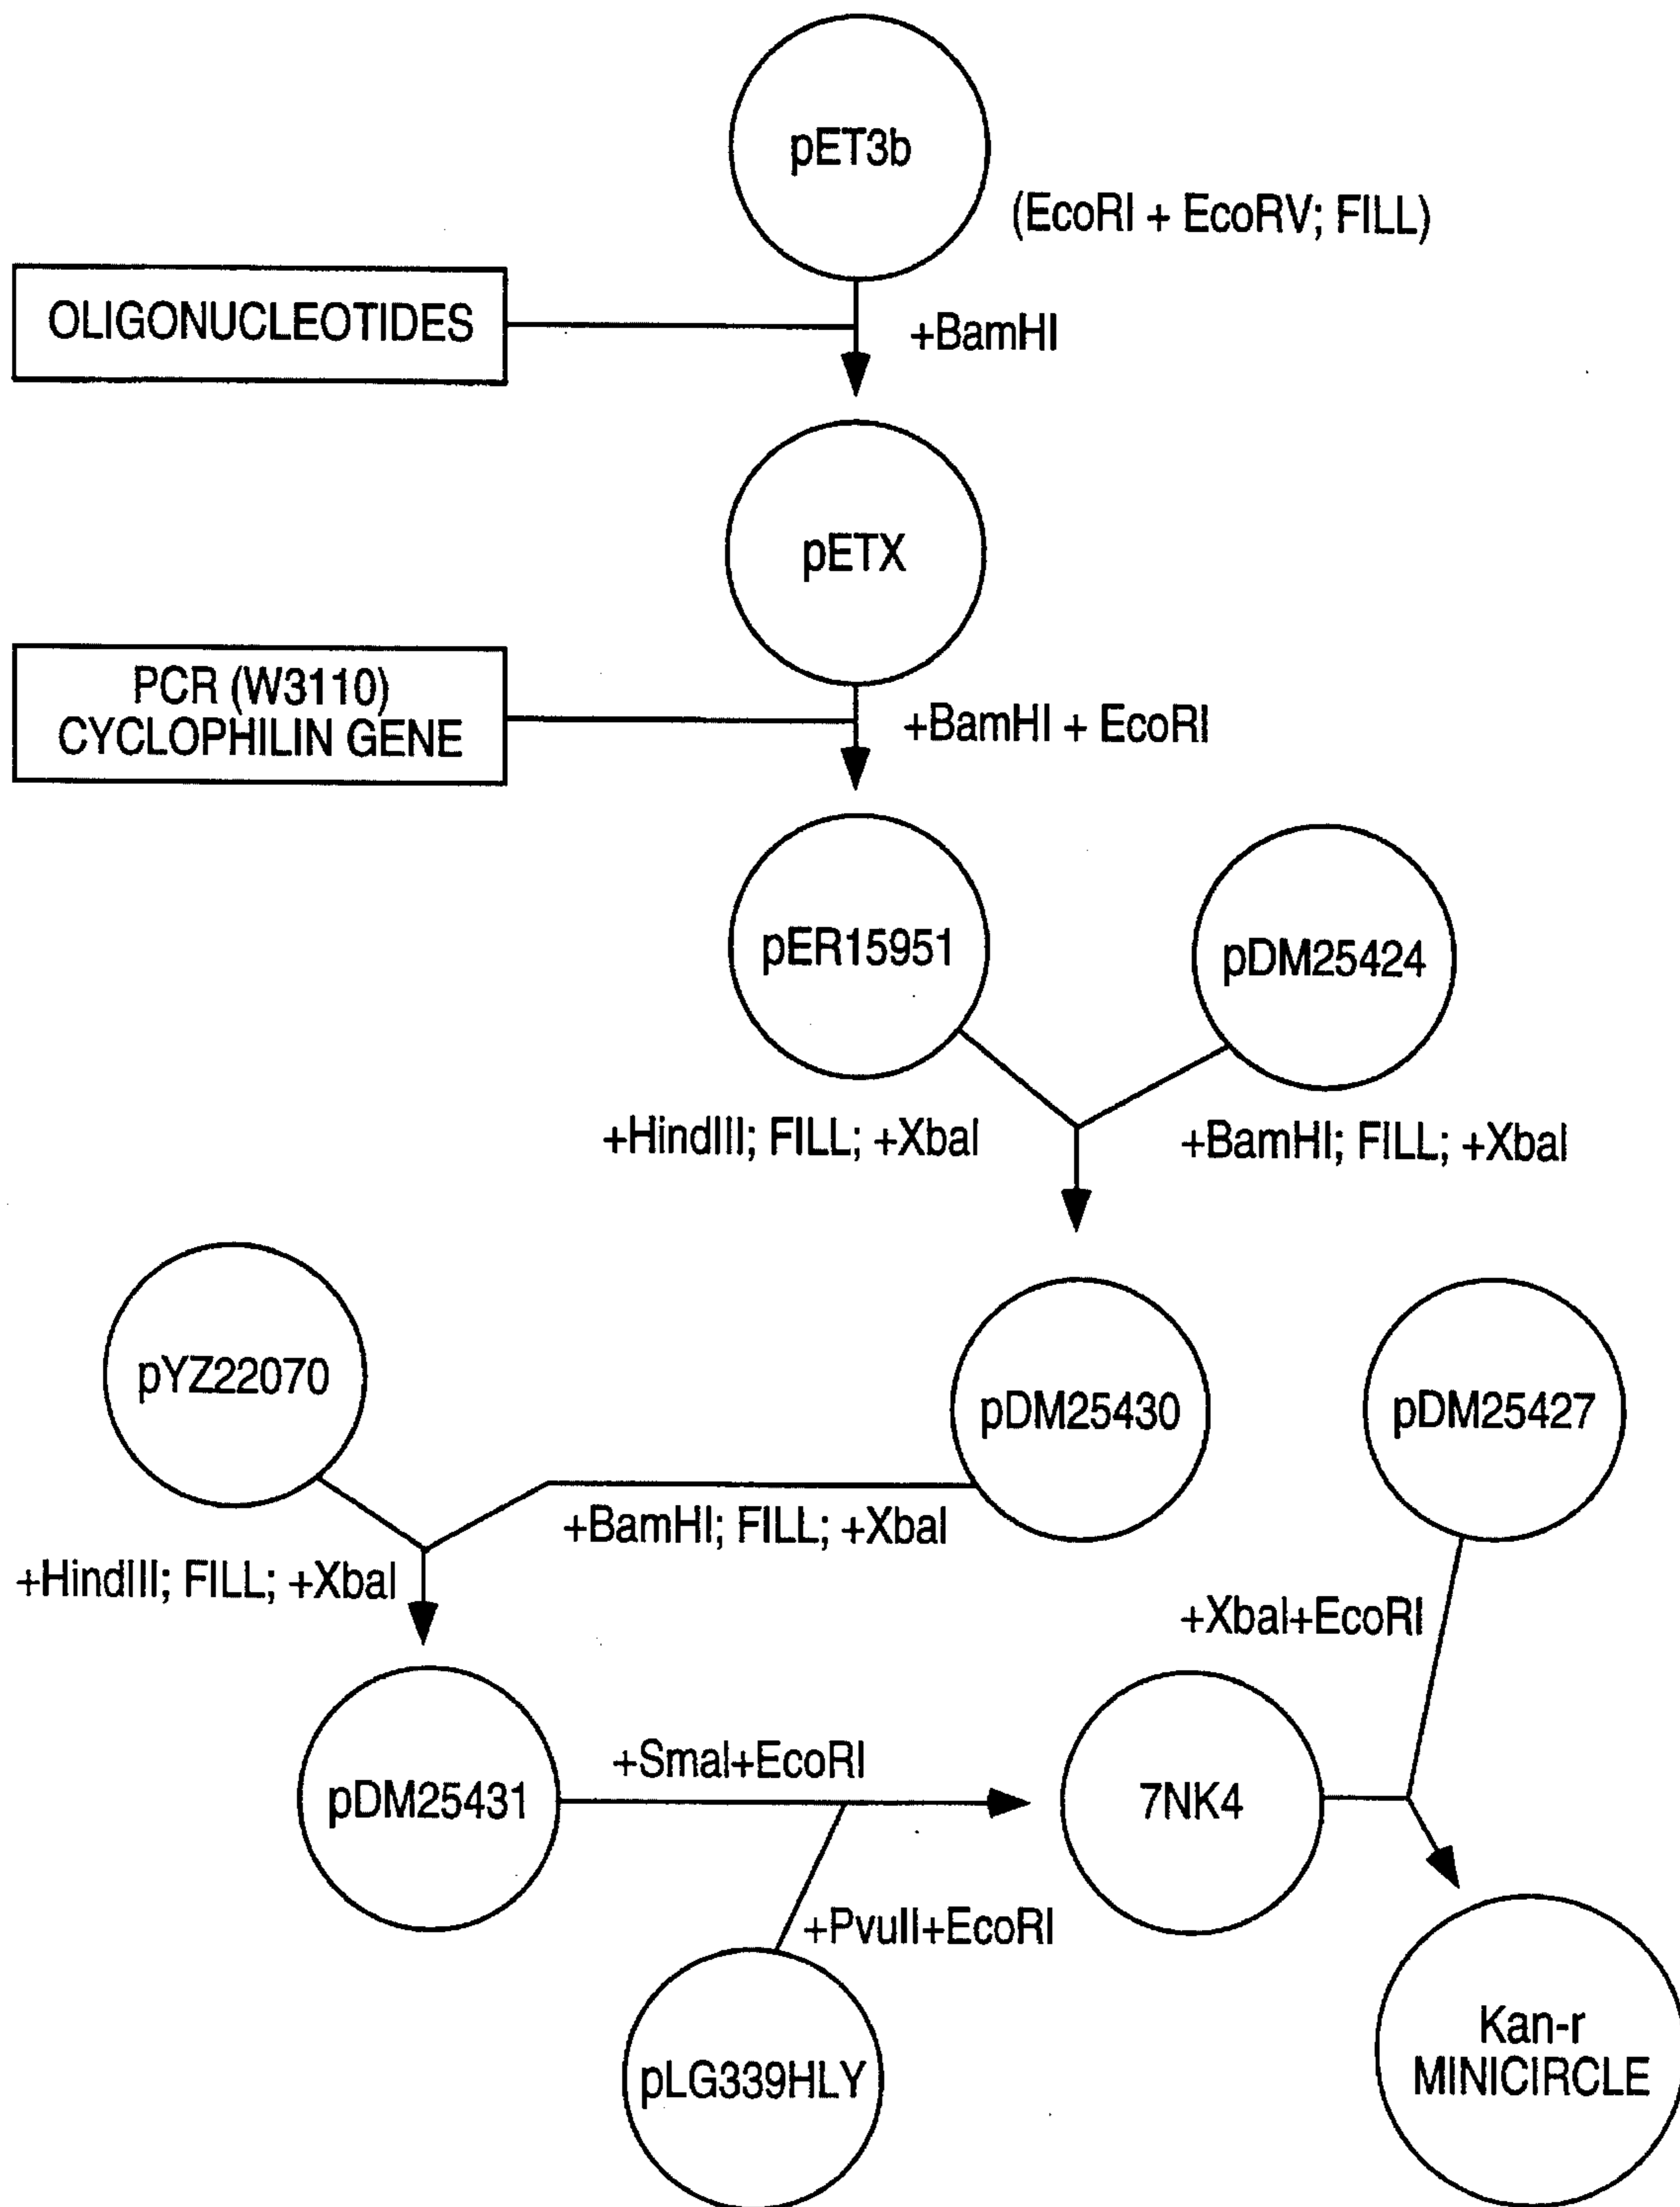 pET3b
(EcoRI + EcoRV; FILL)
OLIGONUCLEOTIDES
+BamHI
pETX
PCR (W3110)
CYCLOPHILIN GENE
+BamHI + EcoRI
pER15951
pDM25424
+HindIII; FILL; +XbaI
+BamHI; FILL; +XbaI
pYZ22070
pDM25430
pDM25427
+BamHI; FILL; +XbaI
+HindIII; FILL; +XbaI
+XbaI+EcoRI
pDM25431
+SmaI+EcoRI
7NK4
+PvuII+EcoRI
pLG339HLY
Kan-r
MINICIRCLE